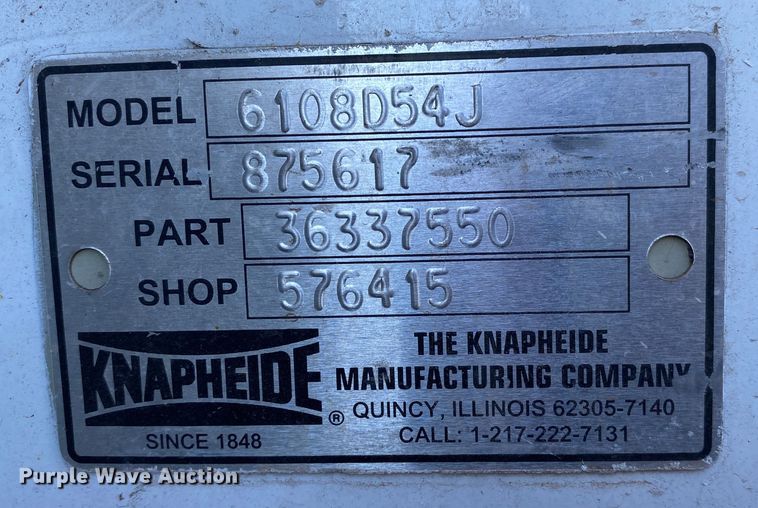 MODEL 6108D54J
SERIAL 875617
PART 36337550
SHOP 576415
KNAPHEIDE ®
SINCE 1848
THE KNAPHEIDE
MANUFACTURING COMPANY
QUINCY, ILLINOIS 62305-7140
CALL: 1-217-222-7131
Purple Wave Auction